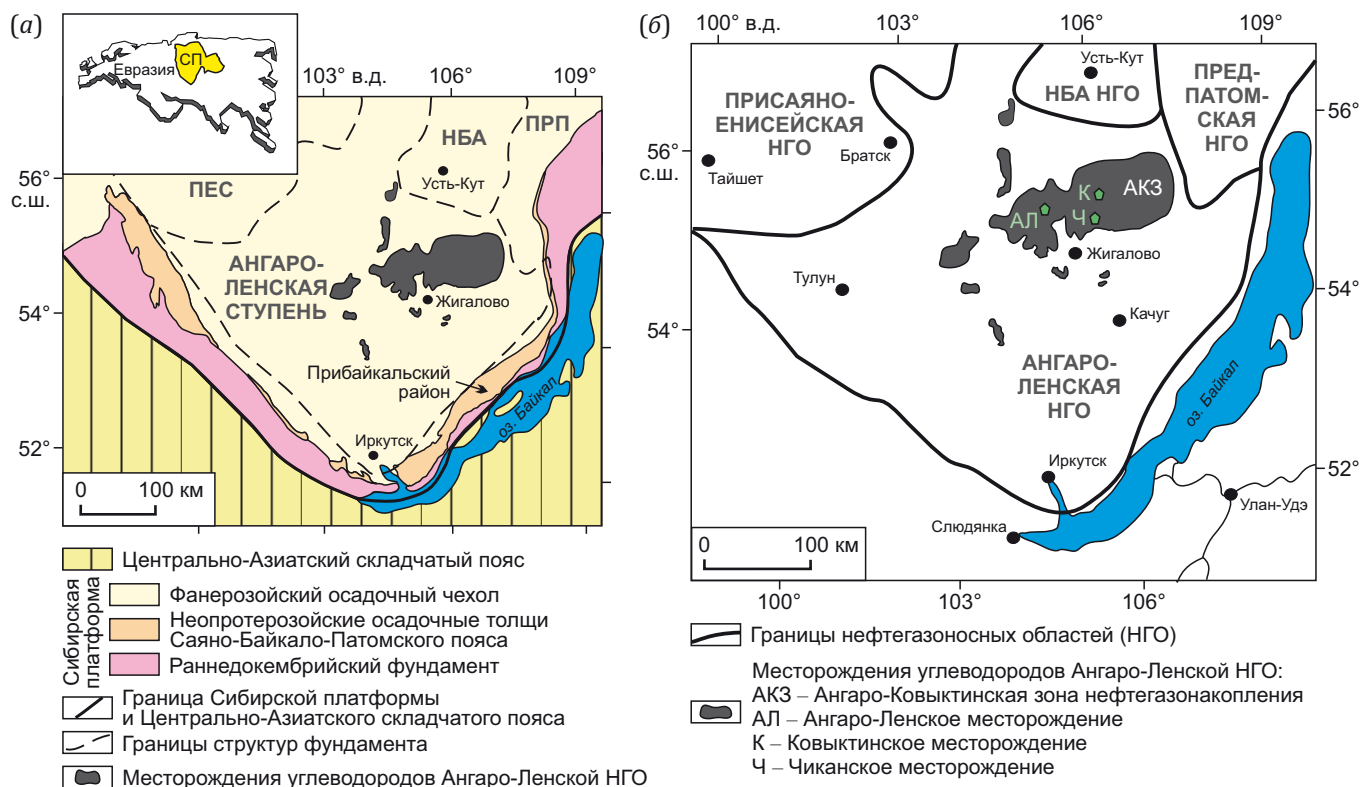 (а)
Евразия
СП
103° в.д.
106°
109°
56°
с.ш.
54°
52°
ПЕС
НБА
ПРП
Усть-Кут
АНГАРО-
ЛЕНСКАЯ
СТУПЕНЬ
Жигалово
Прибайкальский
район
оз. Байкал
Иркутск
0 100 км
Центрально-Азиатский складчатый пояс
Сибирская
платформа
Фанерозойский осадочный чехол
Неопротерозойские осадочные толщи
Саяно-Байкало-Патомского пояса
Раннедокембрийский фундамент
Граница Сибирской платформы
и Центрально-Азиатского складчатого пояса
Границы структур фундамента
Месторождения углеводородов Ангаро-Ленской НГО
(б)
100° в.д.
103°
106°
109°
56°
с.ш.
54°
56°
54°
52°
100°
103°
106°
ПРИСАЯНО-
ЕНИСЕЙСКАЯ
НГО
Усть-Кут
НБА НГО
ПРЕД-
ПАТОМ-
СКАЯ
НГО
Братск
Тайшет
АКЗ
К
АЛ
Ч
Жигалово
Тулун
Качуг
АНГАРО-
ЛЕНСКАЯ
НГО
оз. Байкал
Иркутск
Улан-Удэ
Слюдянка
0 100 км
Границы нефтегазоносных областей (НГО)
Месторождения углеводородов Ангаро-Ленской НГО:
АКЗ – Ангаро-Ковыктинская зона нефтегазонакопления
АЛ – Ангаро-Ленское месторождение
К – Ковыктинское месторождение
Ч – Чиканское месторождение